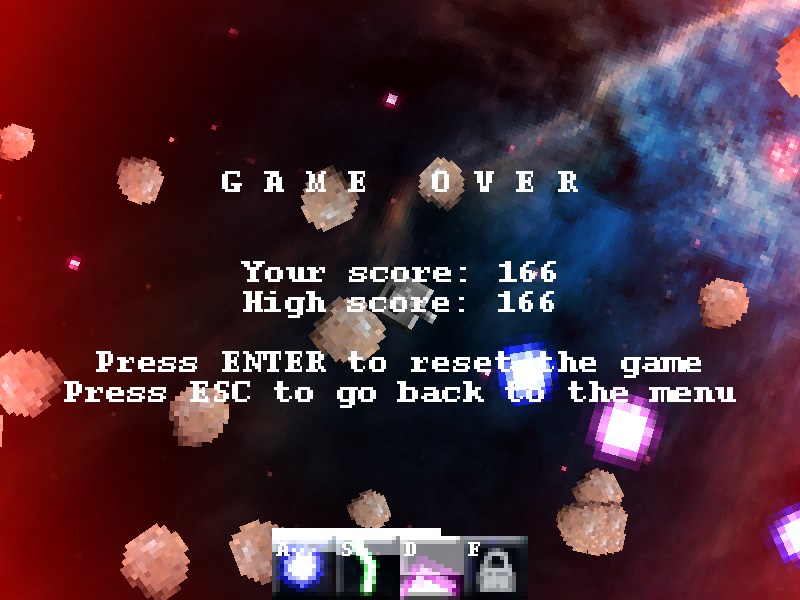 G A M E   O V E R
Your score: 166
High score: 166
Press ENTER to reset the game
Press ESC to go back to the menu
A S D F